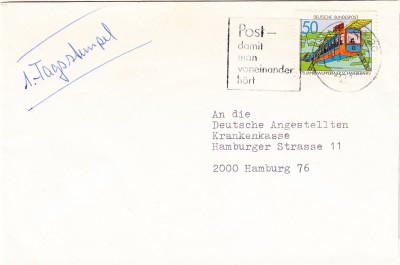 1. Tagsstempel
Post –
damit
man
voneinander
hört
DEUTSCHE BUNDESPOST
50
An die
Deutsche Angestellten
Krankenkasse
Hamburger Strasse 11
2000 Hamburg 76